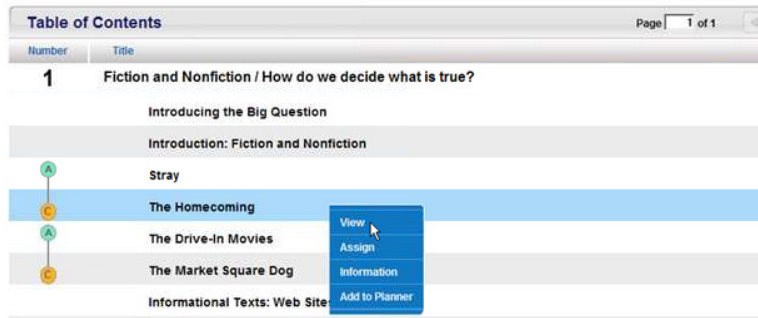 Table of Contents Page 1 of 1
Number Title
1 Fiction and Nonfiction / How do we decide what is true?
Introducing the Big Question
Introduction: Fiction and Nonfiction
A Stray
C The Homecoming
View
A The Drive-In Movies
Assign
C The Market Square Dog
Information
Informational Texts: Web Sites
Add to Planner